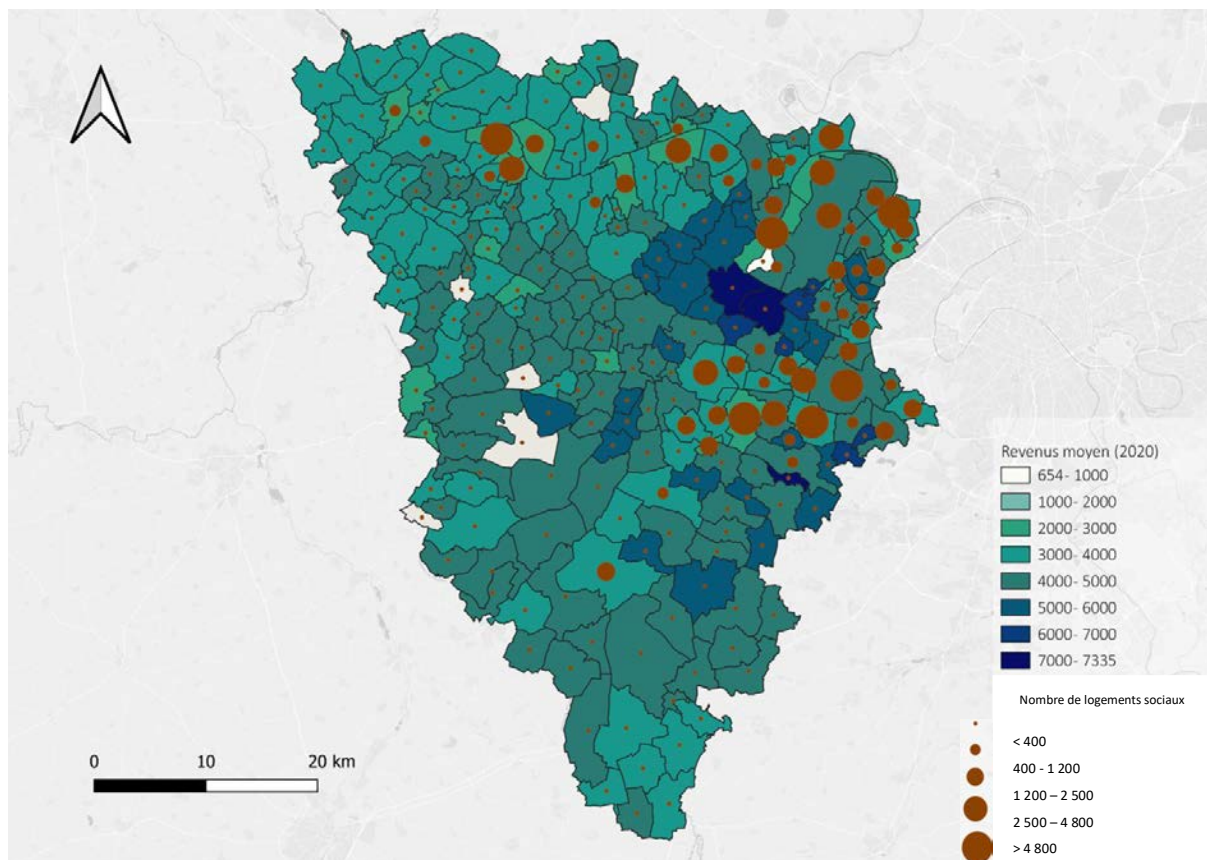 Revenus moyen (2020)
654- 1000
1000- 2000
2000- 3000
3000- 4000
4000- 5000
5000- 6000
6000- 7000
7000- 7335
Nombre de logements sociaux
< 400
400 - 1 200
1 200 – 2 500
2 500 – 4 800
> 4 800
0 10 20 km